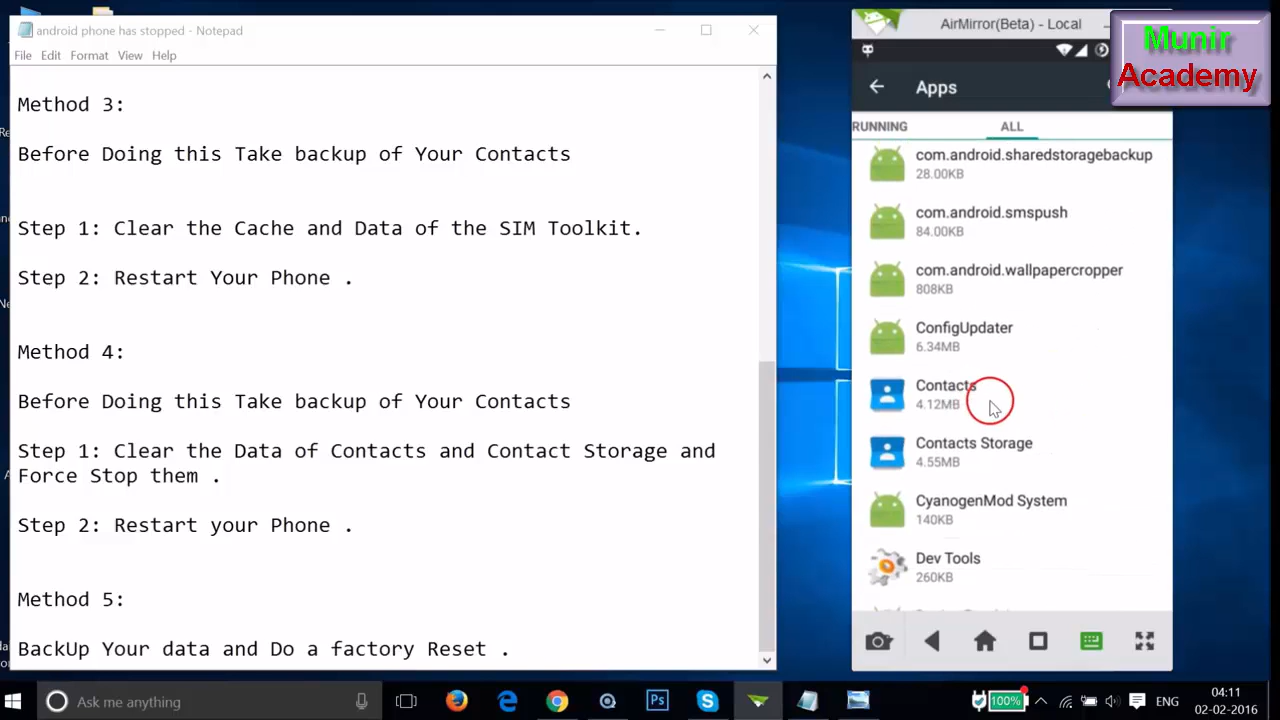 android phone has stopped - Notepad
File Edit Format View Help
Method 3:
Before Doing this Take backup of Your Contacts
Step 1: Clear the Cache and Data of the SIM Toolkit.
Step 2: Restart Your Phone .
Method 4:
Before Doing this Take backup of Your Contacts
Step 1: Clear the Data of Contacts and Contact Storage and
Force Stop them .
Step 2: Restart your Phone .
Method 5:
BackUp Your data and Do a factory Reset .
AirMirror(Beta) - Local
Munir
Academy
Apps
RUNNING ALL
com.android.sharedstoragebackup
28.00KB
com.android.smspush
84.00KB
com.android.wallpapercropper
808KB
ConfigUpdater
6.34MB
Contacts
4.12MB
Contacts Storage
4.55MB
CyanogenMod System
140KB
Dev Tools
260KB
Ask me anything
Ps
100%
ENG
04:11
02-02-2016